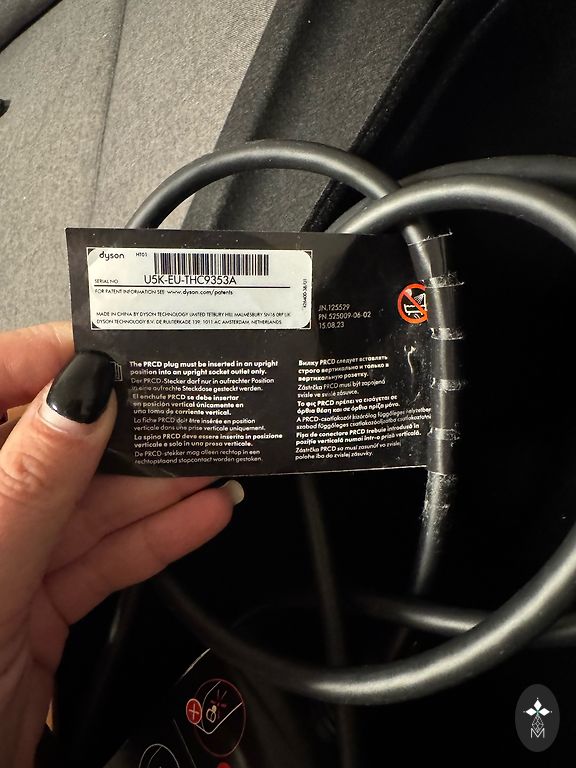 dyson HT01
SERIAL NO. U5K-EU-THC9353A
FOR PATENT INFORMATION SEE: www.dyson.com/patents
MADE IN CHINA BY DYSON TECHNOLOGY LIMITED TETBURY HILL MALMESBURY SN16 0RP UK
DYSON TECHNOLOGY B.V. DE RUIJTERKADE 139, 1011 AC AMSTERDAM, NETHERLANDS
JN.125529
PN 525009-06-02
15.08.23
The PRCD plug must be inserted in an upright
position into an upright socket outlet only.
Der PRCD-Stecker darf nur in aufrechter Position
in eine aufrechte Steckdose gesteckt werden.
El enchufe PRCD se debe insertar
en posición vertical únicamente en
una toma de corriente vertical.
La fiche PRCD doit être insérée en position
verticale dans une prise verticale uniquement.
La spina PRCD deve essere inserita in posizione
verticale e solo in una presa verticale.
De PRCD-stekker mag alleen rechtop in een
rechtopstaand stopcontact worden gestoken.
Вилку PRCD следует вставлять
строго вертикально и только в
вертикальную розетку.
Zástrčka PRCD musí být zapojená
svisle ve svislé zásuvce.
Το φις PRCD πρέπει να εισάγεται σε
όρθια θέση και σε όρθια πρίζα μόνο.
A PRCD-csatlakozót kizárólag függőleges helyzetben
szabad függőleges csatlakozóaljzatba csatlakoztatni
Fișa de conectare PRCD trebuie introdusă în
poziție verticală numai într-o priză verticală.
Zástrčka PRCD sa musí zasunúť vo zvislej
polohe iba do zvislej zásuvky.
M